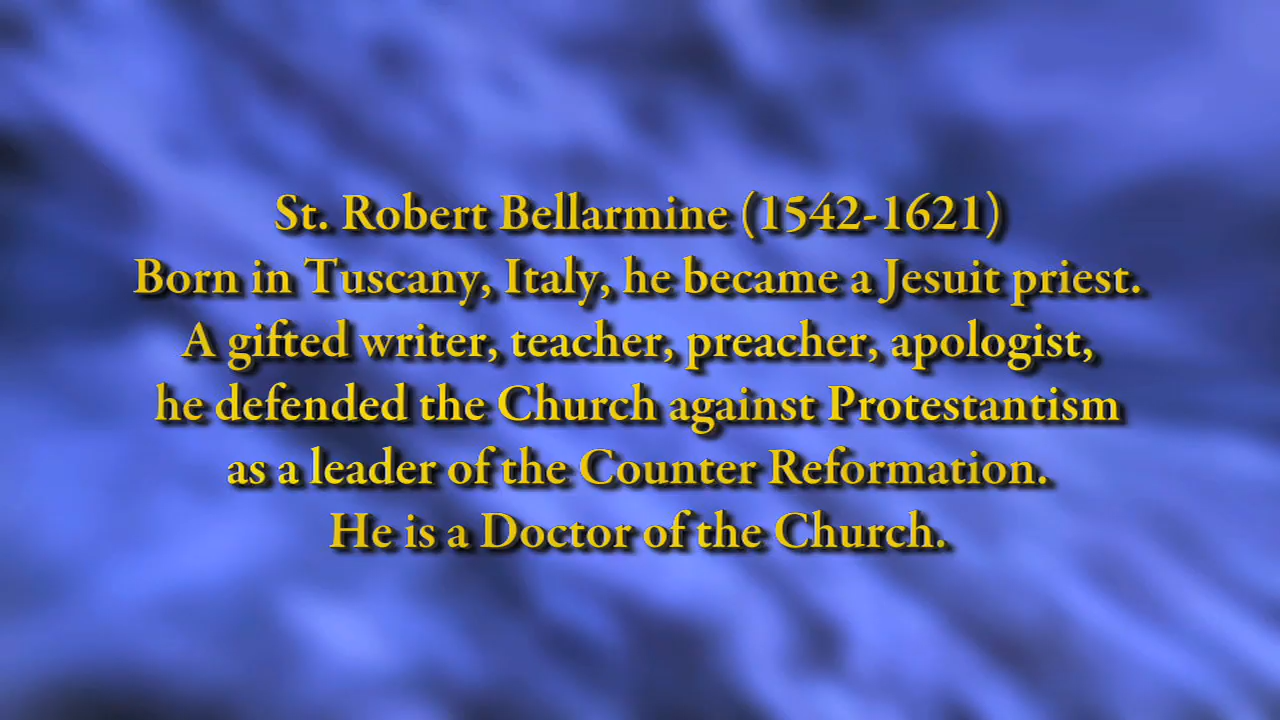 St. Robert Bellarmine (1542-1621)
Born in Tuscany, Italy, he became a Jesuit priest.
A gifted writer, teacher, preacher, apologist,
he defended the Church against Protestantism
as a leader of the Counter Reformation.
He is a Doctor of the Church.